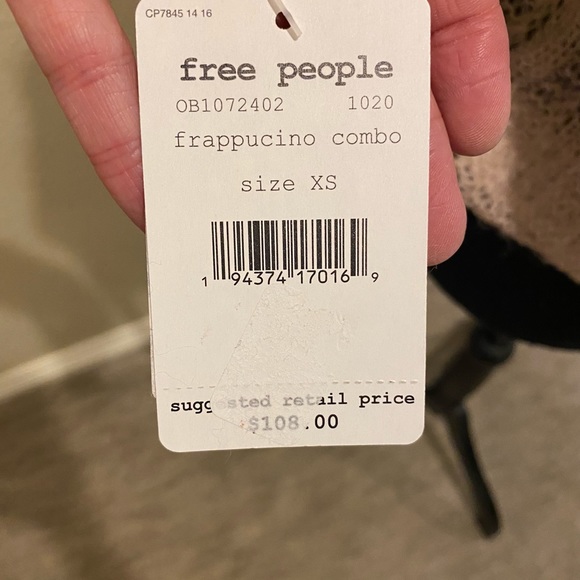 CP7845 14 16
free people
OB1072402 1020
frappucino combo
size XS
1 94374 17016 9
suggested retail price
$108.00